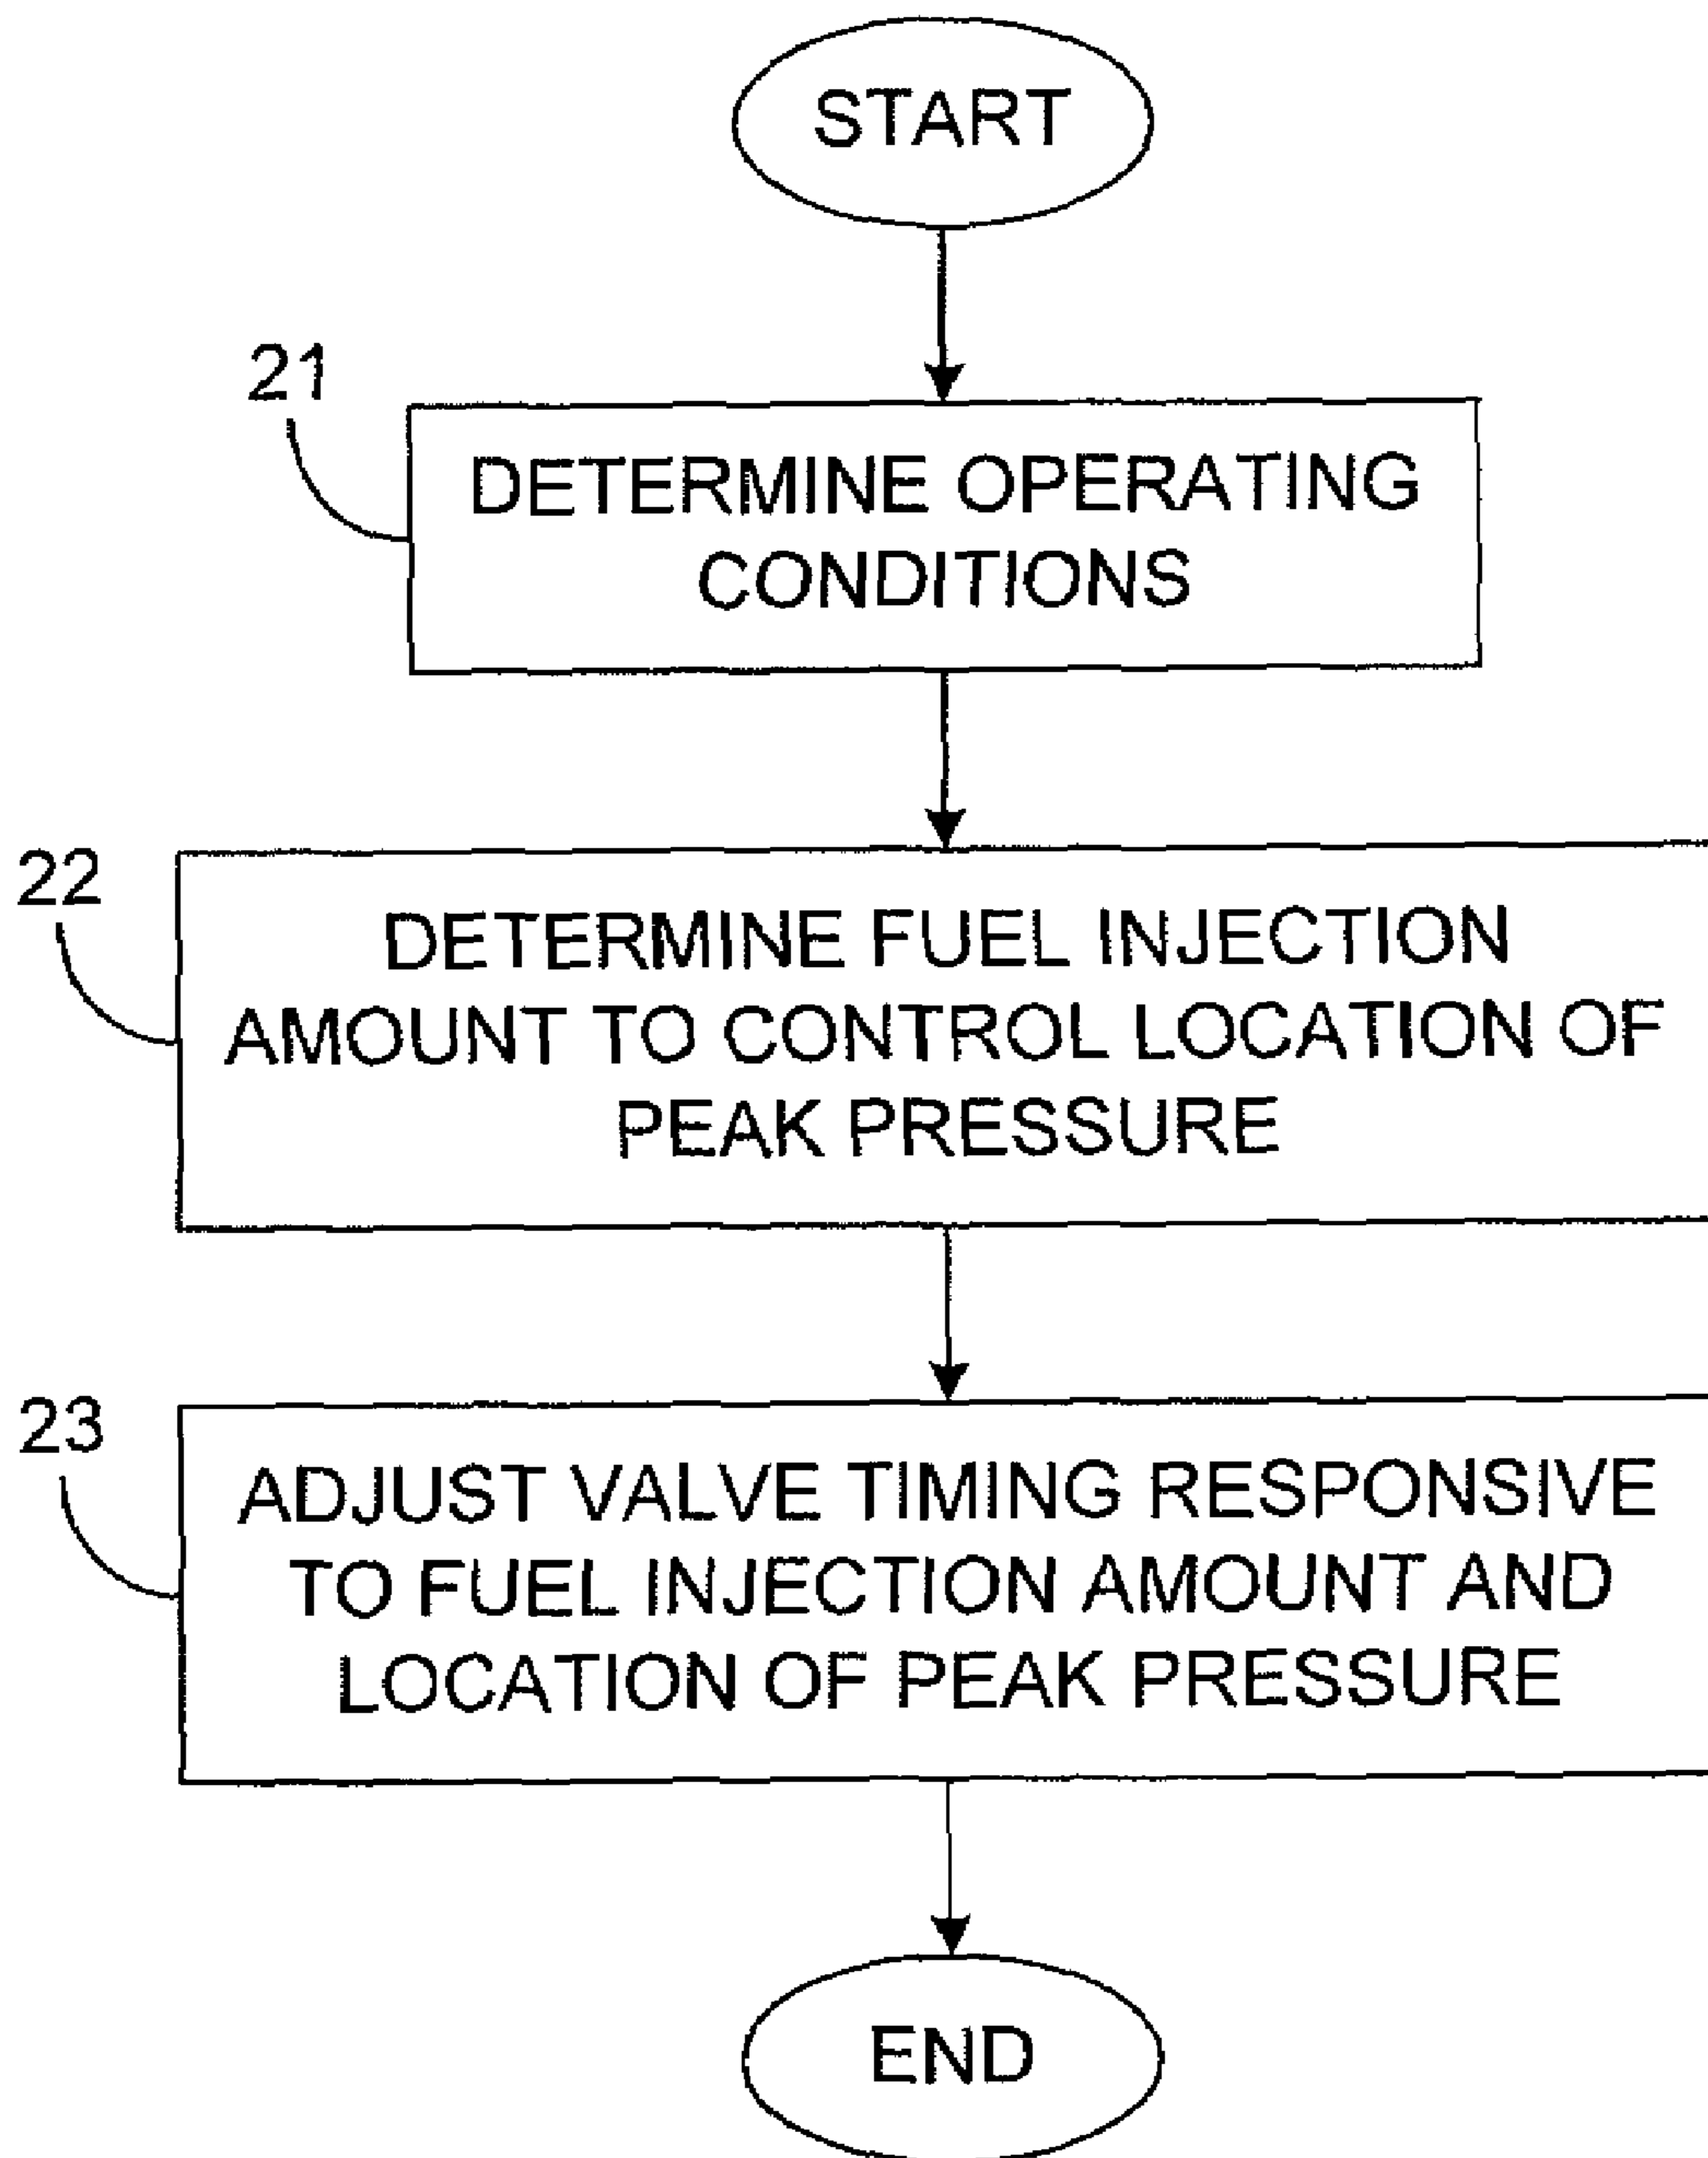 START
21
DETERMINE OPERATING
CONDITIONS
22
DETERMINE FUEL INJECTION
AMOUNT TO CONTROL LOCATION OF
PEAK PRESSURE
23
ADJUST VALVE TIMING RESPONSIVE
TO FUEL INJECTION AMOUNT AND
LOCATION OF PEAK PRESSURE
END